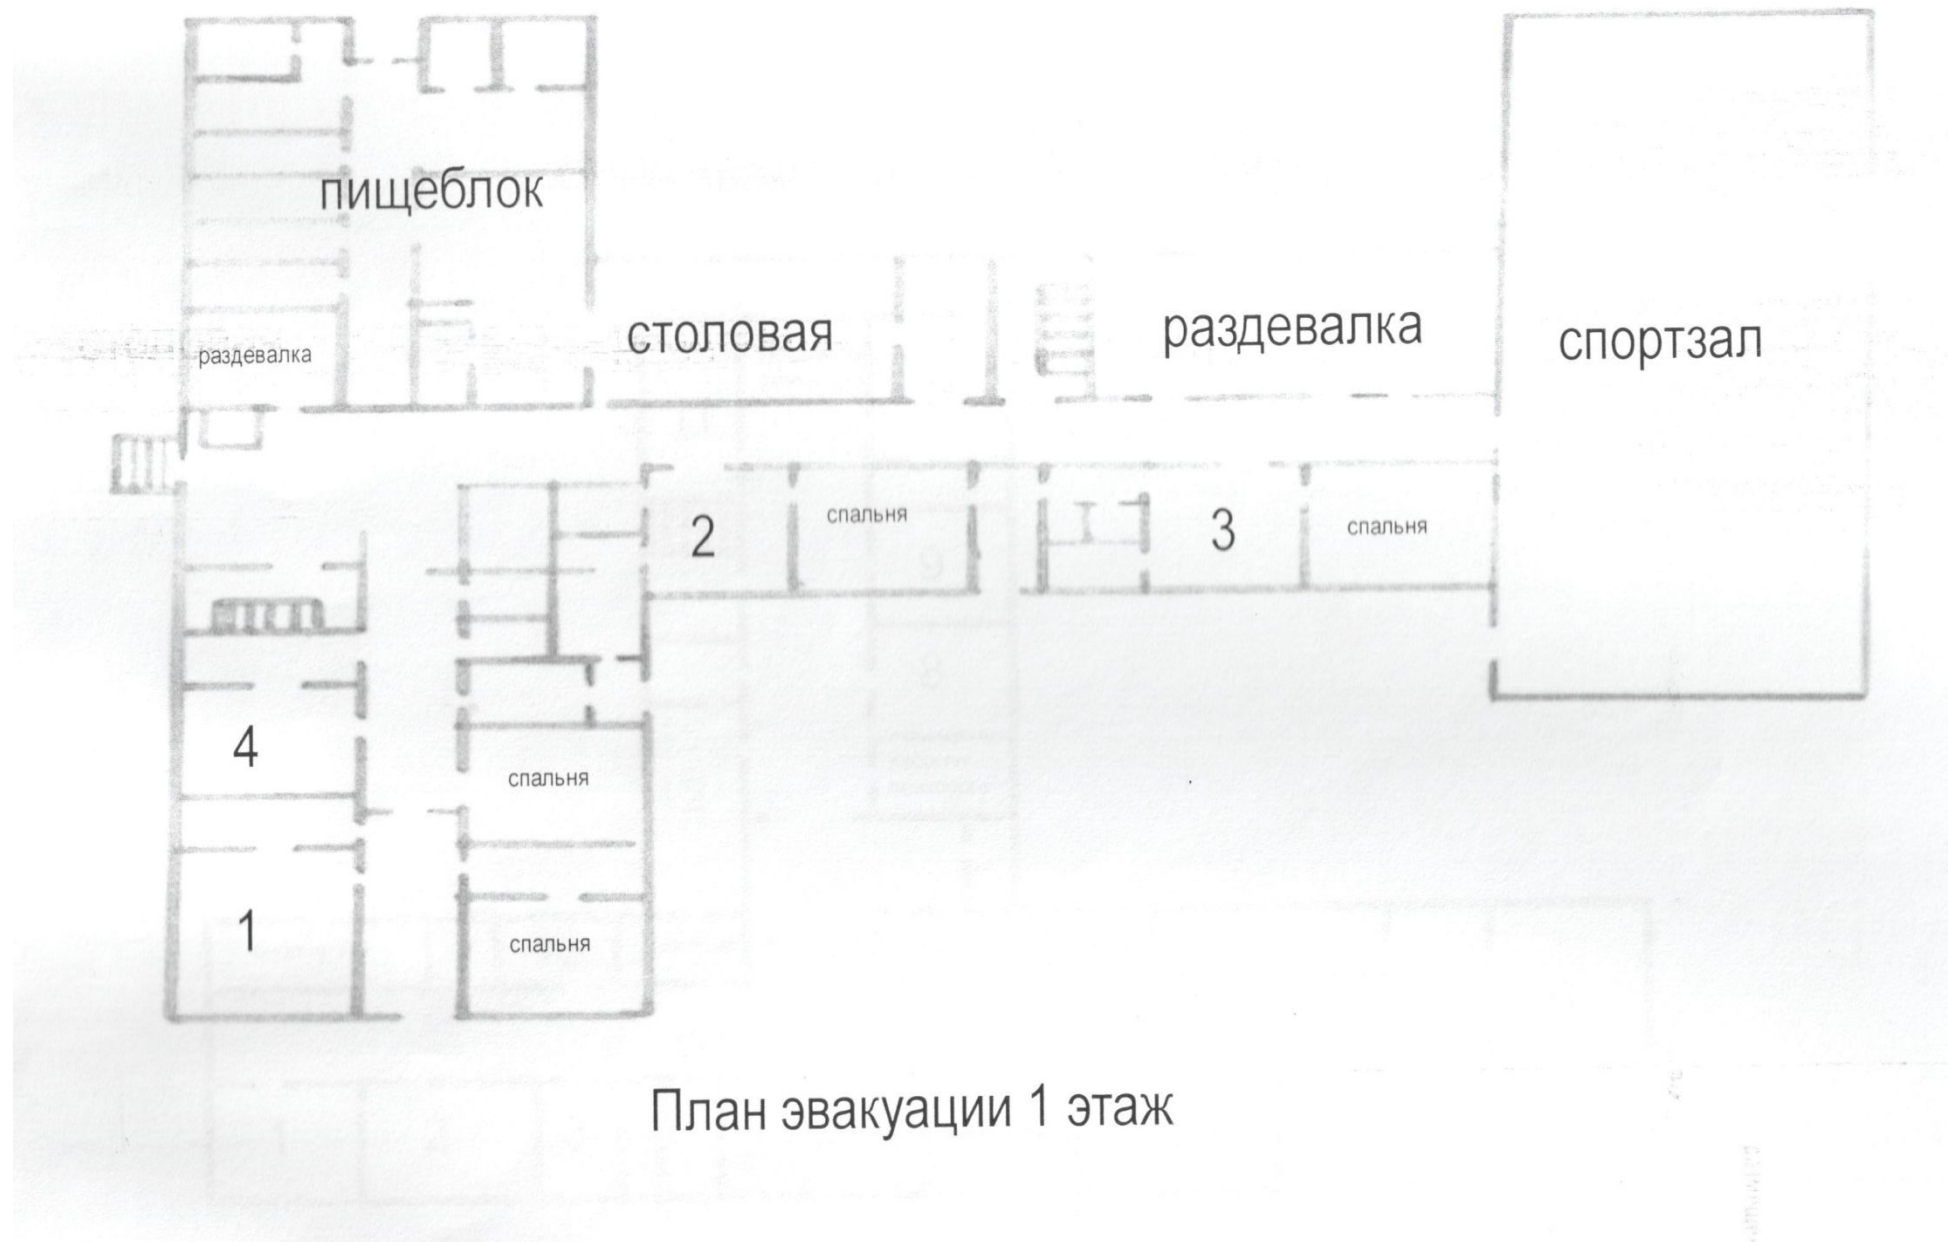 пищеблок
столовая
раздевалка
спортзал
раздевалка
2
спальня
3
спальня
4
спальня
1
спальня
План эвакуации 1 этаж